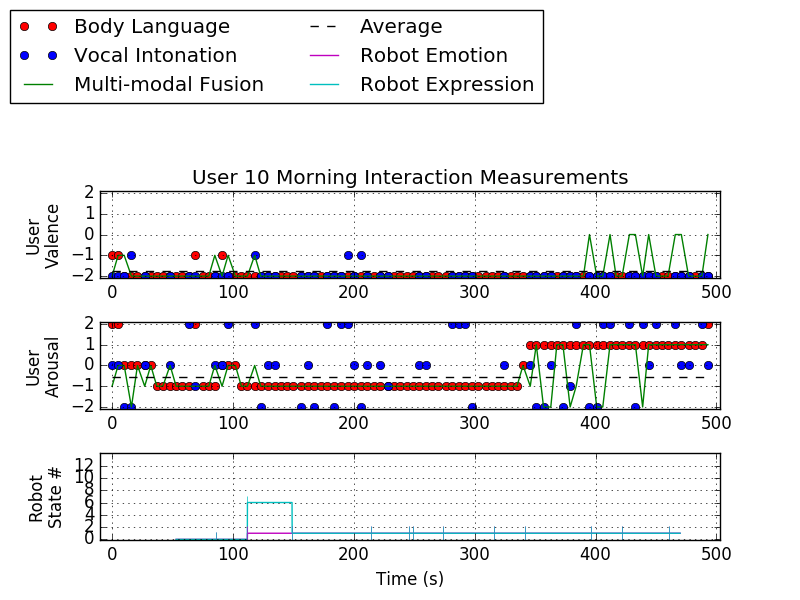 Body Language
Vocal Intonation
Multi-modal Fusion
Average
Robot Emotion
Robot Expression
User 10 Morning Interaction Measurements
User
Valence
2
1
0
−1
−2
0 100 200 300 400 500
User
Arousal
2
1
0
−1
−2
0 100 200 300 400 500
Robot
State #
12
10
8
6
4
2
0
0 100 200 300 400 500
Time (s)